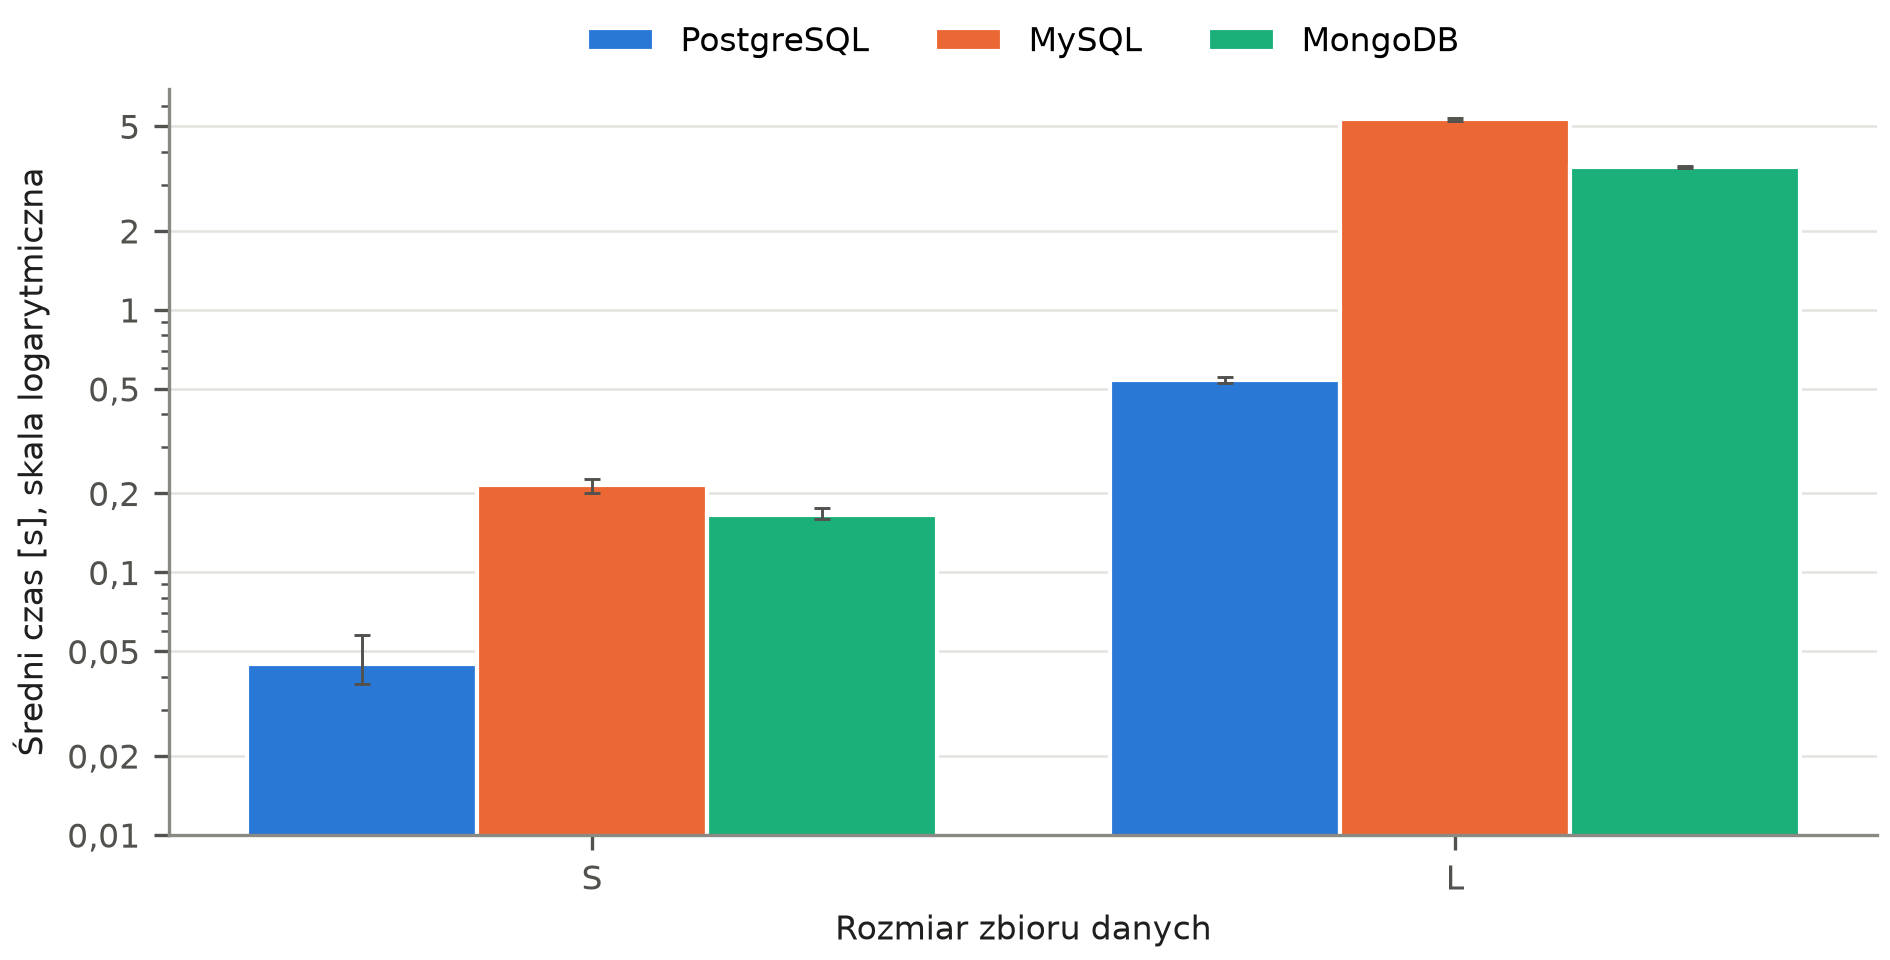 PostgreSQL MySQL MongoDB
Średni czas [s], skala logarytmiczna
5
2
1
0,5
0,2
0,1
0,05
0,02
0,01
S L
Rozmiar zbioru danych